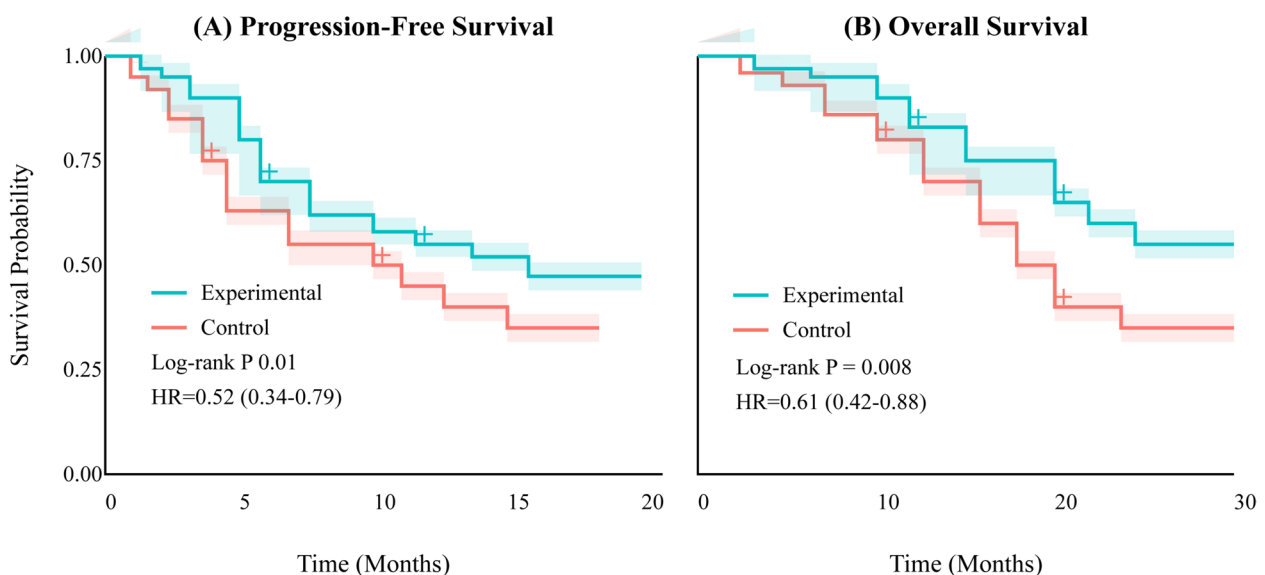 (A) Progression-Free Survival
Survival Probability
1.00
0.75
0.50
0.25
0.00
Experimental
Control
Log-rank P 0.01
HR=0.52 (0.34-0.79)
0 5 10 15 20
Time (Months)
(B) Overall Survival
Experimental
Control
Log-rank P = 0.008
HR=0.61 (0.42-0.88)
0 10 20 30
Time (Months)